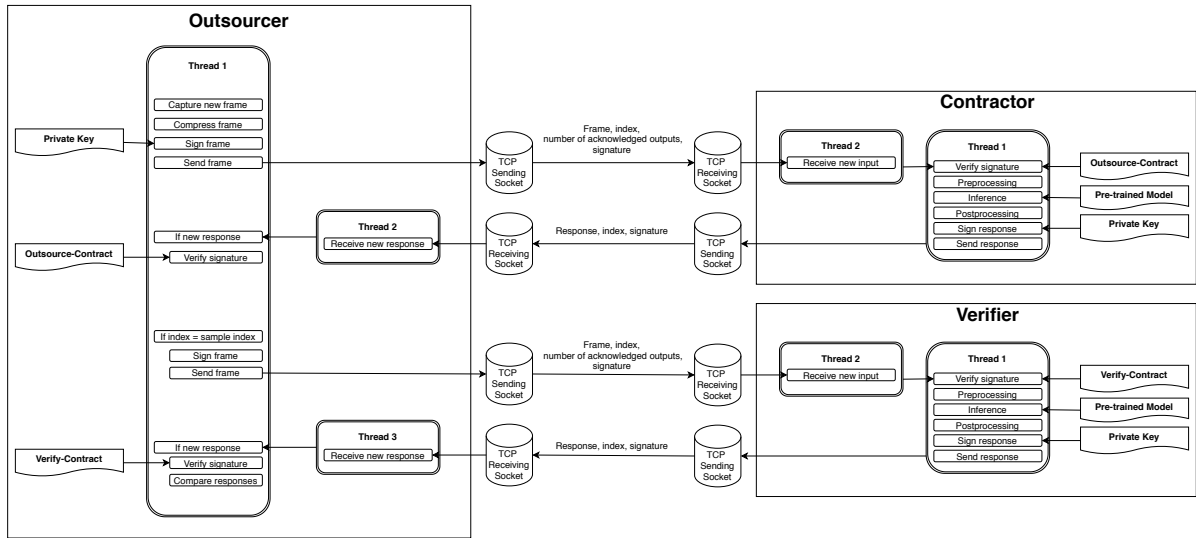 Outsourcer
Thread 1
Capture new frame
Compress frame
Private Key
Sign frame
Send frame
TCP
Sending
Socket
Frame, index,
number of acknowledged outputs,
signature
TCP
Receiving
Socket
Contractor
Thread 2
Receive new input
Thread 1
Verify signature
Preprocessing
Inference
Postprocessing
Sign response
Send response
Outsource-Contract
Pre-trained Model
Private Key
If new response
Outsource-Contract
Verify signature
Thread 2
Receive new response
TCP
Receiving
Socket
Response, index, signature
TCP
Sending
Socket
If index = sample index
Sign frame
Send frame
TCP
Sending
Socket
Frame, index,
number of acknowledged outputs,
signature
TCP
Receiving
Socket
Verifier
Thread 2
Receive new input
Thread 1
Verify signature
Preprocessing
Inference
Postprocessing
Sign response
Send response
Verify-Contract
Pre-trained Model
Private Key
If new response
Verify-Contract
Verify signature
Compare responses
Thread 3
Receive new response
TCP
Receiving
Socket
Response, index, signature
TCP
Sending
Socket